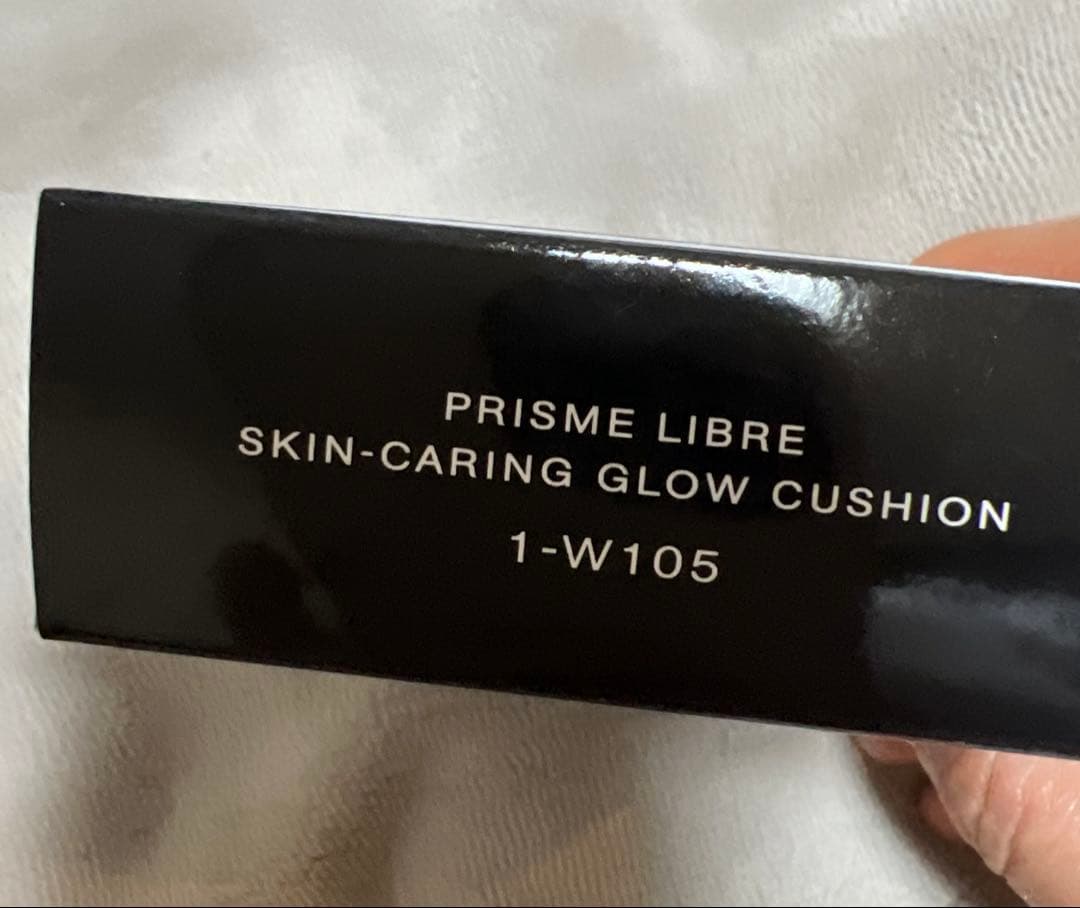 PRISME LIBRE
SKIN-CARING GLOW CUSHION
1-W105